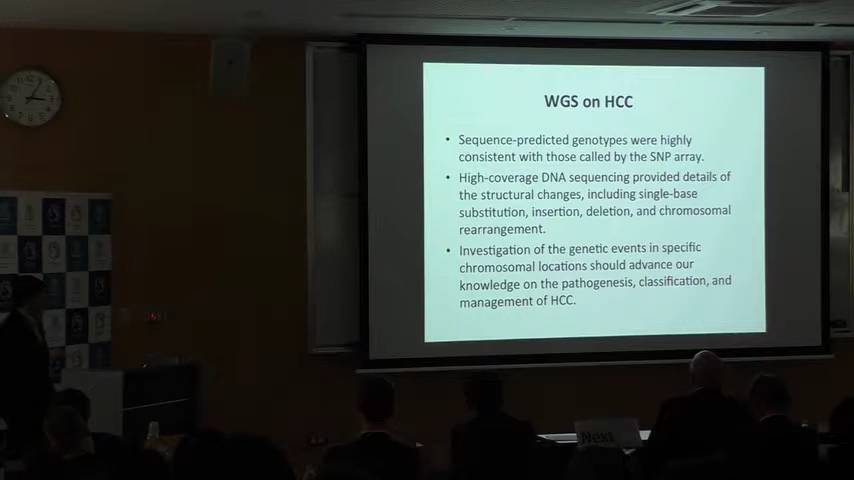 WGS on HCC
• Sequence-predicted genotypes were highly
consistent with those called by the SNP array.
• High-coverage DNA sequencing provided details of
the structural changes, including single-base
substitution, insertion, deletion, and chromosomal
rearrangement.
• Investigation of the genetic events in specific
chromosomal locations should advance our
knowledge on the pathogenesis, classification, and
management of HCC.
Next